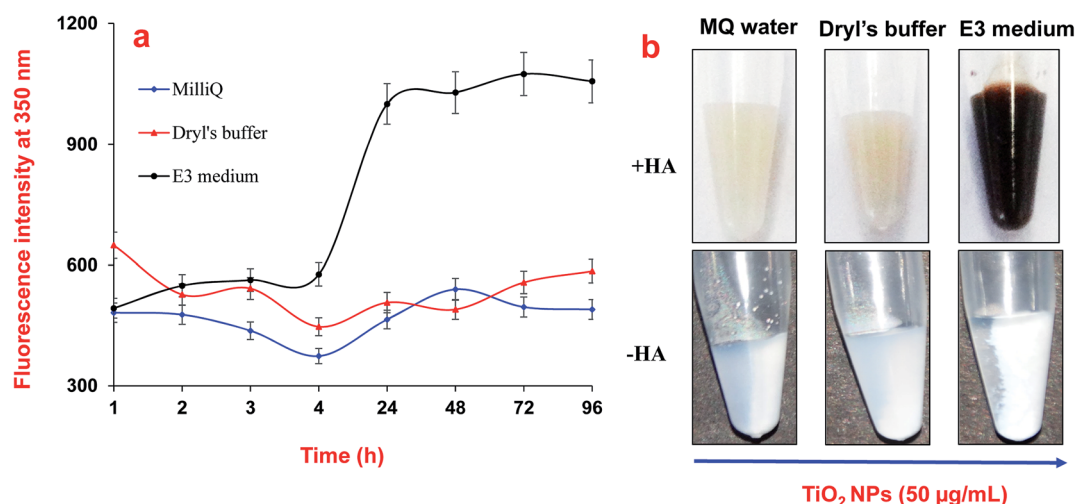 a
Fluorescence intensity at 350 nm
1200
900
600
300
MilliQ
Dryl's buffer
E3 medium
1 2 3 4 24 48 72 96
Time (h)
b
MQ water Dryl's buffer E3 medium
+HA
-HA
TiO₂ NPs (50 µg/mL)